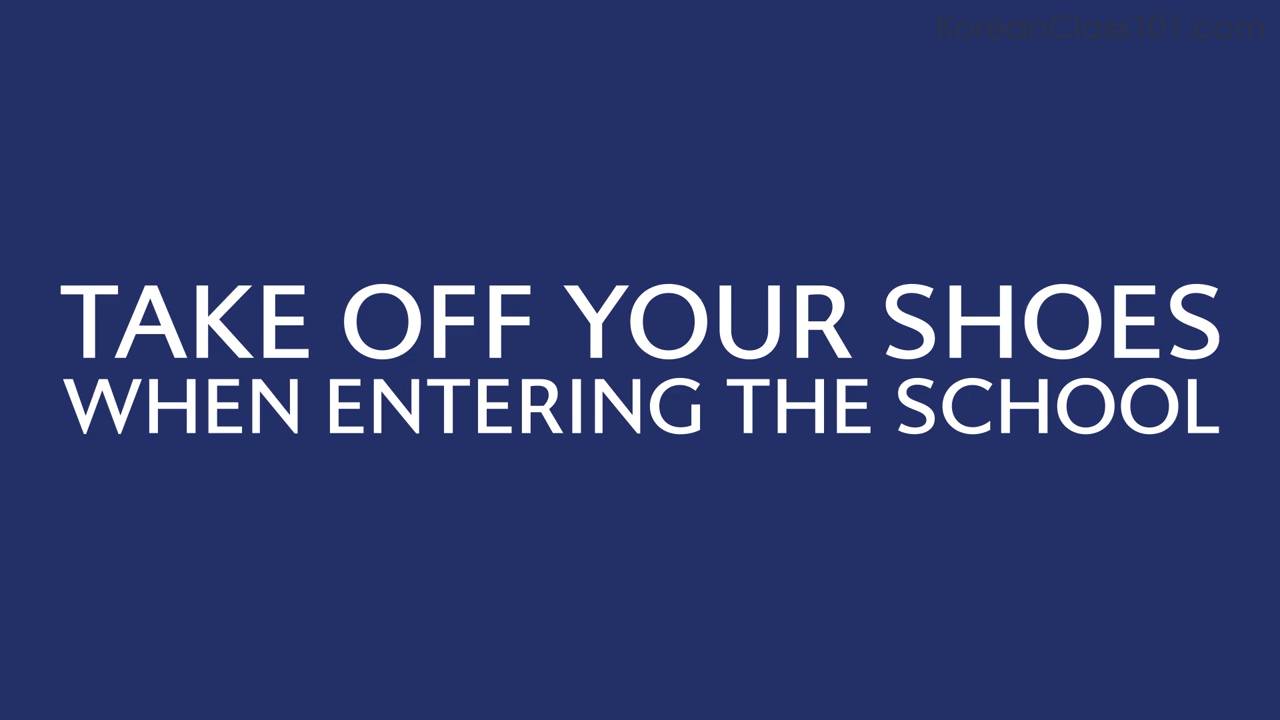 KoreanClass101.com
TAKE OFF YOUR SHOES
WHEN ENTERING THE SCHOOL